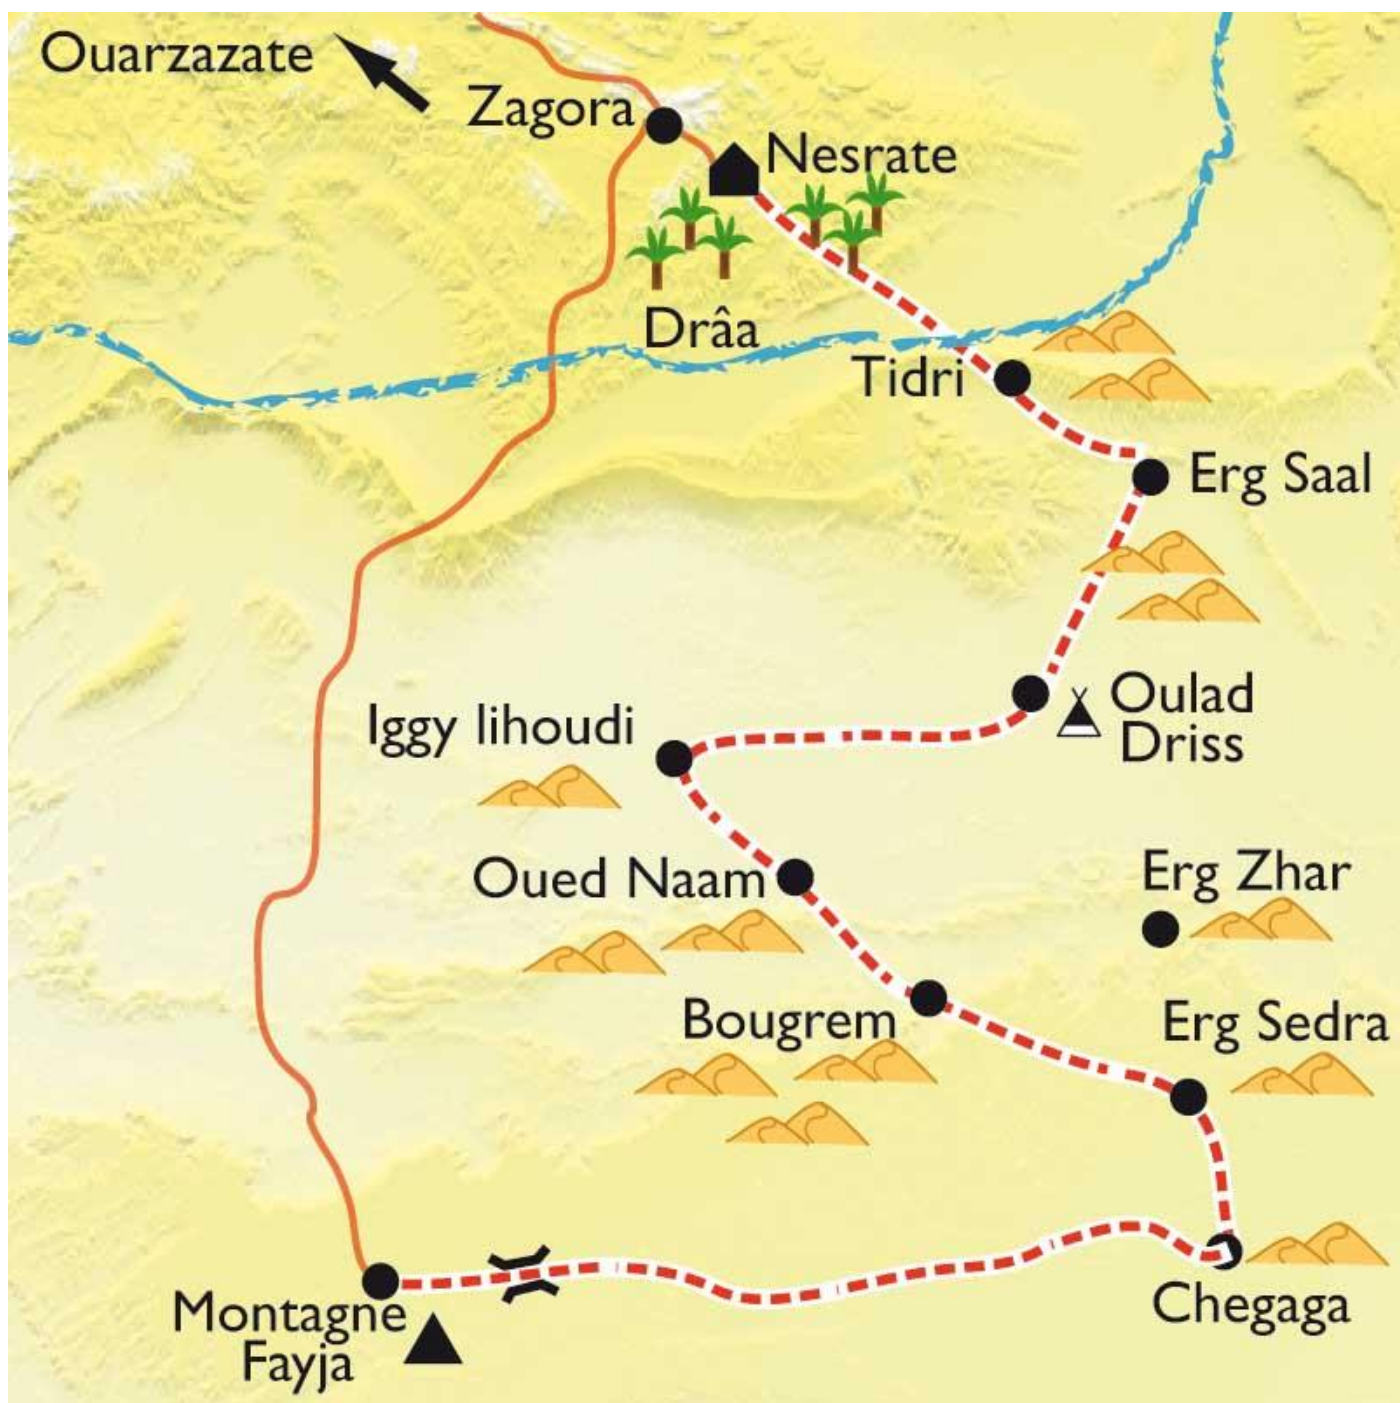 Ouarzazate
Zagora
Nesrate
Drâa
Tidri
Erg Saal
Oulad
Driss
Iggy lihoudi
Oued Naam
Erg Zhar
Bougrem
Erg Sedra
Chegaga
Montagne
Fayja